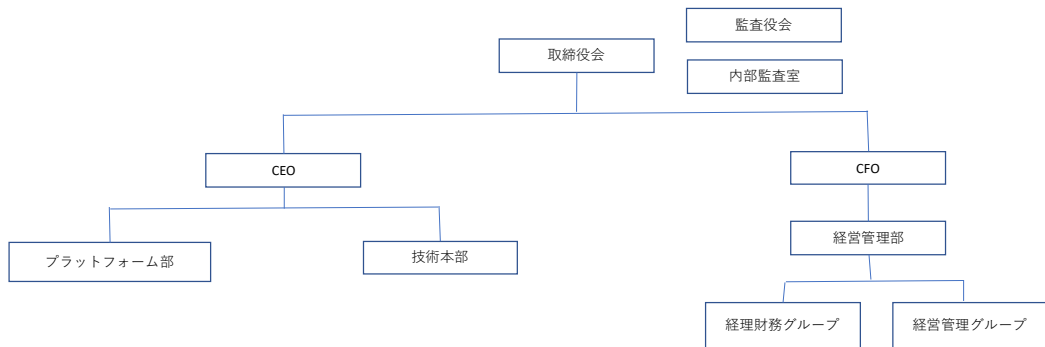 監査役会
取締役会
内部監査室
CEO
CFO
経営管理部
プラットフォーム部
技術本部
経理財務グループ
経営管理グループ